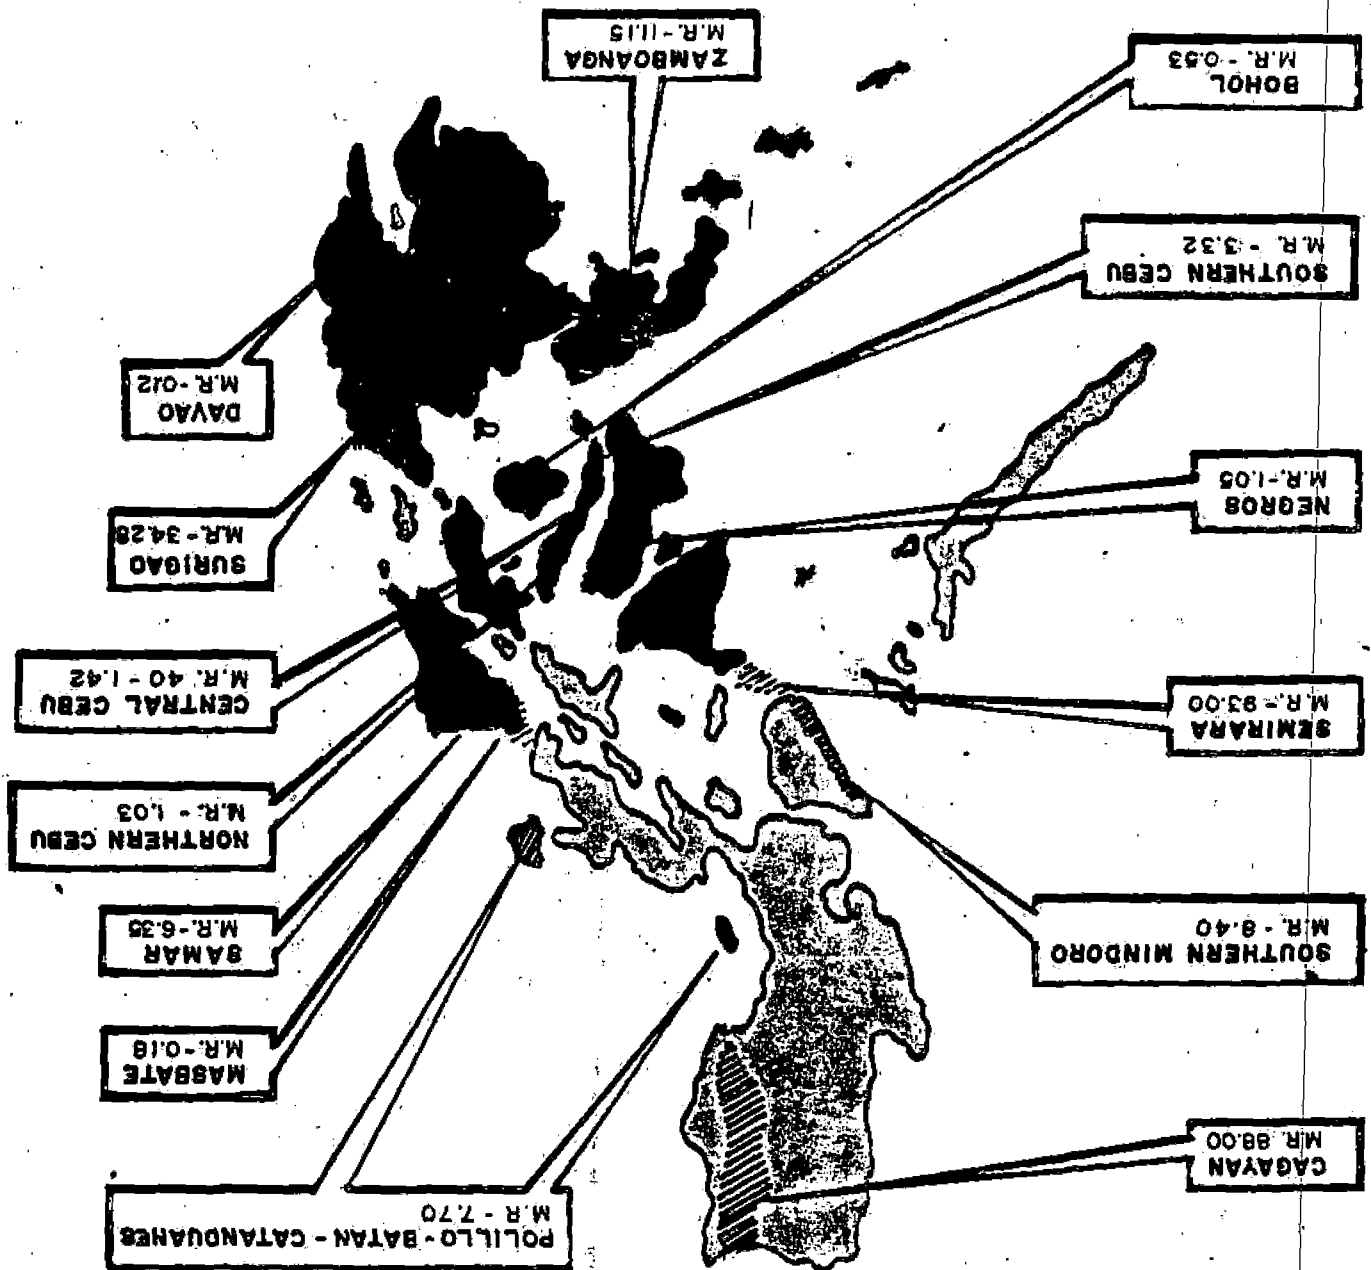 POLILLO-BATAN - CATANDUANES
M.R - 7.70
CAGAYAN
M.R. 88.00
MASBATE
M.R.-0.18
SOUTHERN MINDORO
M.R. - 8.40
SAMAR
M.R.-6.35
NORTHERN CEBU
M.R. - 1.03
SEMIRARA
M.R. - 93.00
CENTRAL CEBU
M.R. 40 - 1.42
SURIGAO
M.R. - 34.28
NEGROS
M.R.-1.05
DAVAO
M.R. -0.12
SOUTHERN CEBU
M.R. - 3.32
BOHOL
M.R. - 0.53
ZAMBOANGA
M.R.-11.15